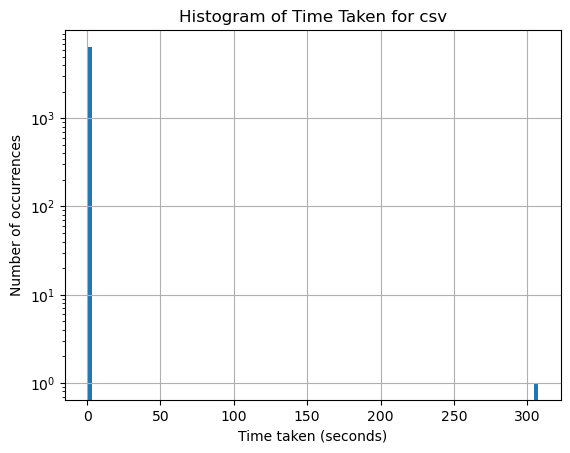 Histogram of Time Taken for csv
Number of occurrences
10³
10²
10¹
10⁰
0 50 100 150 200 250 300
Time taken (seconds)